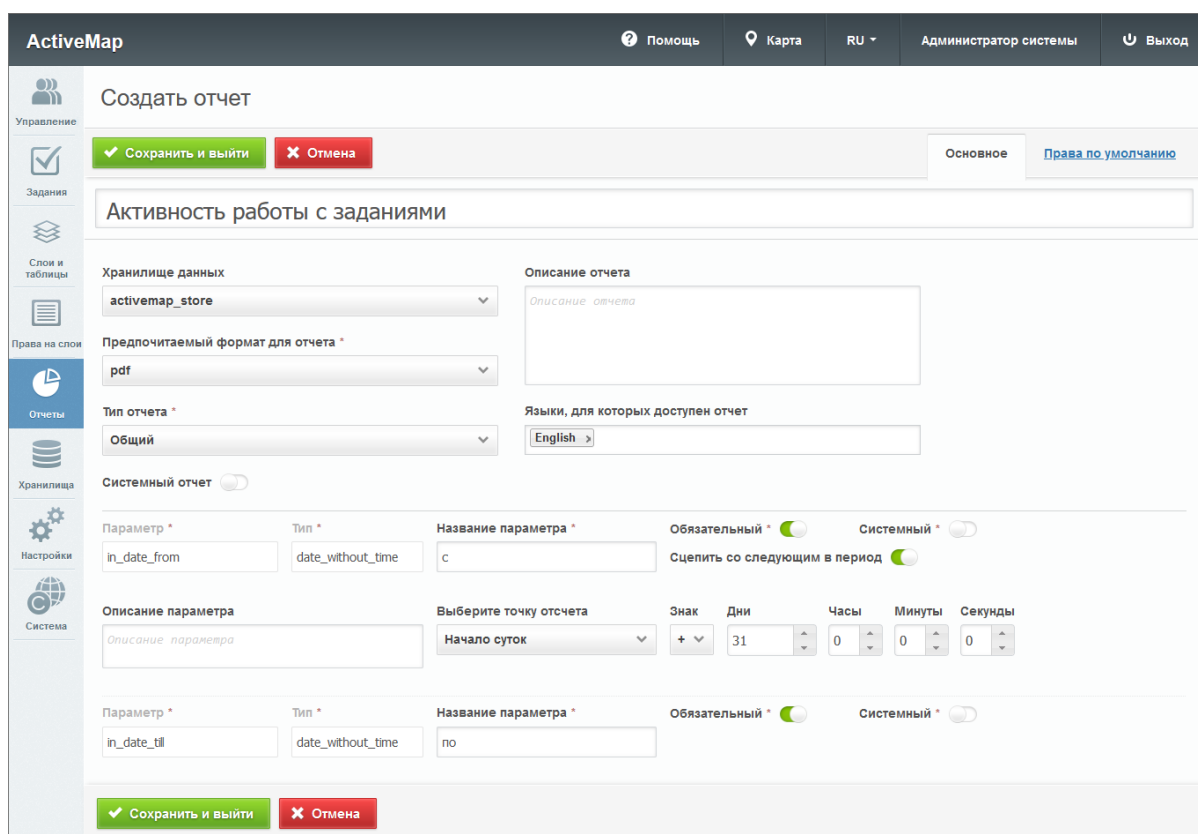 ActiveMap
Помощь
Карта
RU
Администратор системы
Выход
Управление
Задания
Слои и таблицы
Права на слои
Отчеты
Хранилища
Настройки
Система
Создать отчет
Сохранить и выйти
Отмена
Основное
Права по умолчанию
Активность работы с заданиями
Хранилище данных
activemap_store
Описание отчета
Описание отчета
Предпочитаемый формат для отчета *
pdf
Тип отчета *
Общий
Языки, для которых доступен отчет
English
Системный отчет
Параметр * Тип * Название параметра * Обязательный * Системный *
in_date_from date_without_time с Сцепить со следующим в период
Описание параметра Выберите точку отсчета Знак Дни Часы Минуты Секунды
Описание параметра Начало суток + 31 0 0 0
Параметр * Тип * Название параметра * Обязательный * Системный *
in_date_till date_without_time по
Сохранить и выйти
Отмена